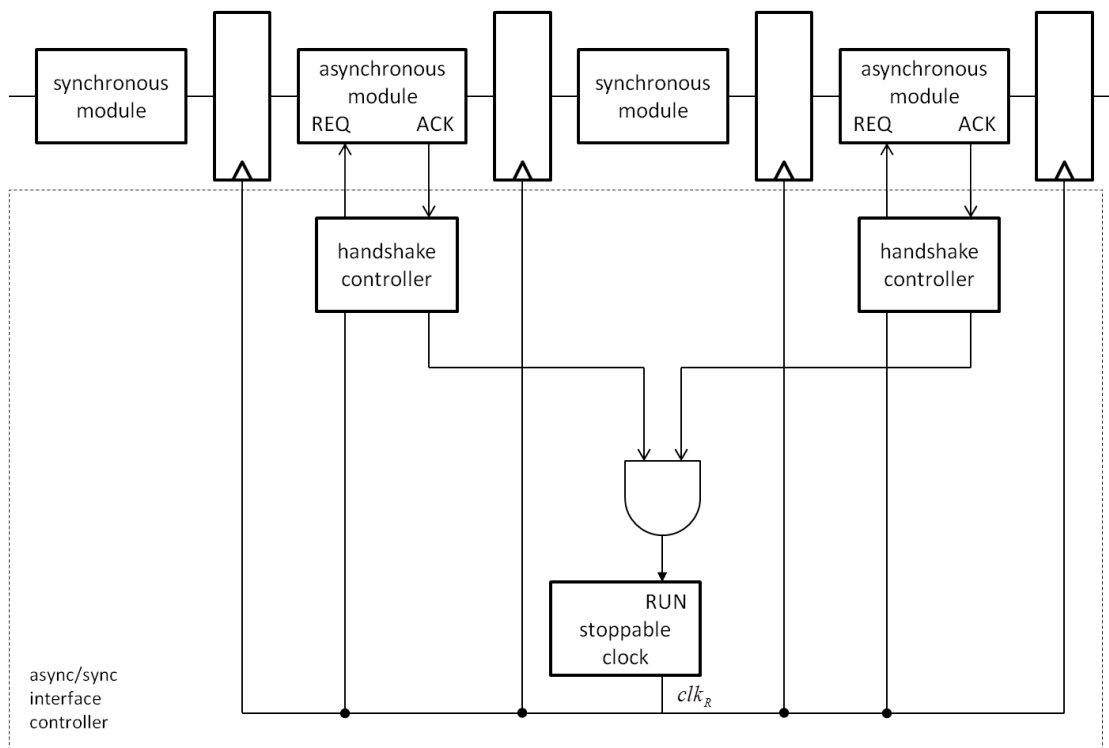 synchronous
module
asynchronous
module
REQ ACK
synchronous
module
asynchronous
module
REQ ACK
handshake
controller
handshake
controller
RUN
stoppable
clock
clk_R
async/sync
interface
controller